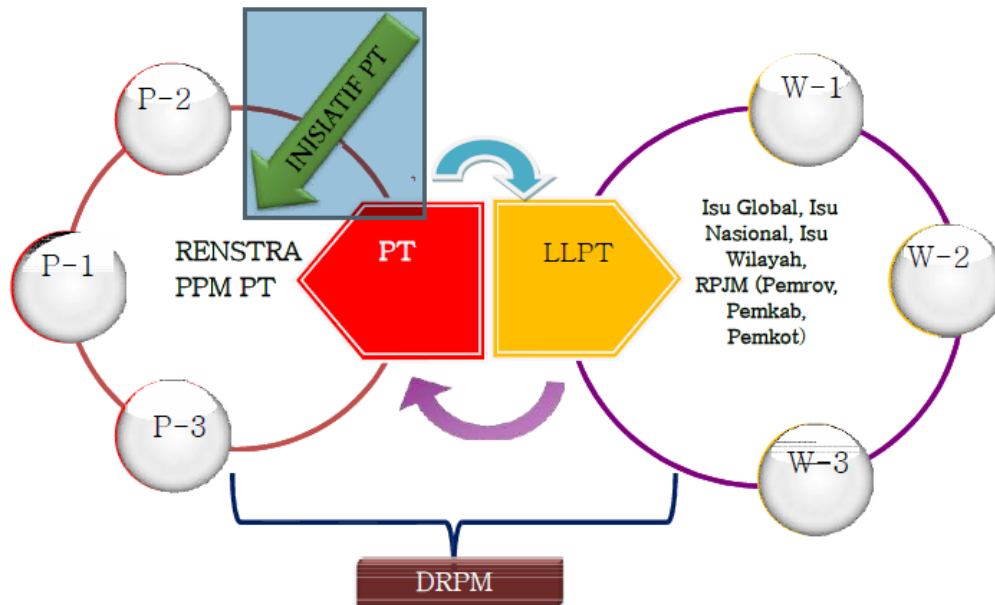 INISIATIF PT
P-2
P-1
P-3
RENSTRA
PPM PT
PT
LLPT
W-1
W-2
W-3
Isu Global, Isu
Nasional, Isu
Wilayah,
RPJM (Pemrov,
Pemkab,
Pemkot)
DRPM